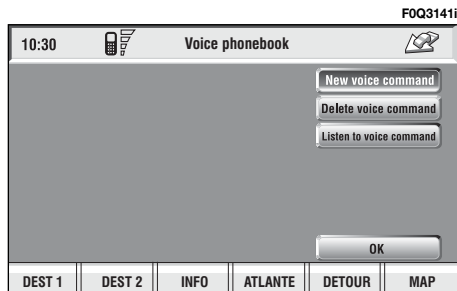 F0Q3141i
10:30 Voice phonebook
New voice command
Delete voice command
Listen to voice command
OK
DEST 1 DEST 2 INFO ATLANTE DETOUR MAP